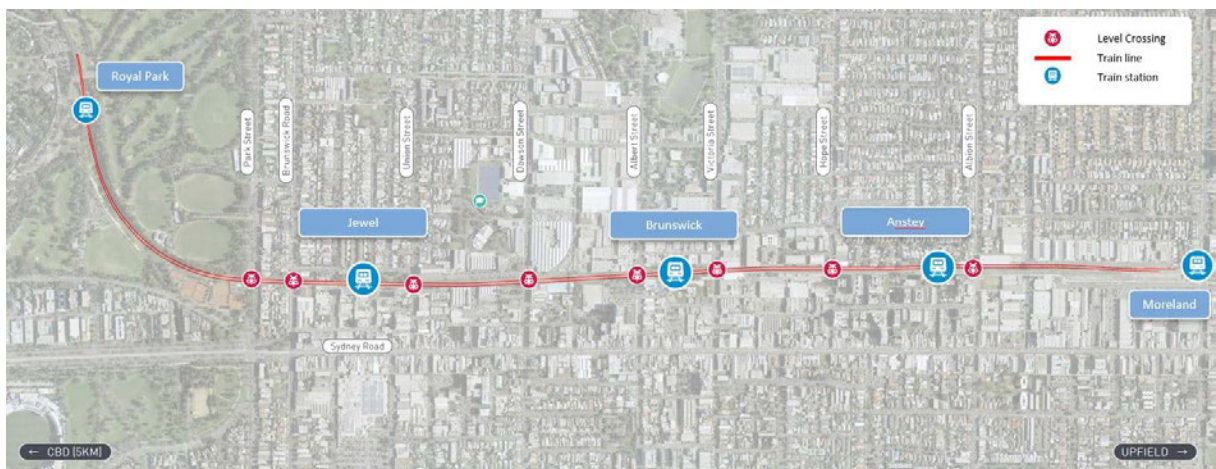 Level Crossing
Train line
Train station
Royal Park
Park Street
Brunswick Road
Union Street
Dawson Street
Albert Street
Victoria Street
Hope Street
Albion Street
Jewel
Brunswick
Anstey
Moreland
Sydney Road
← CBD (5KM)
UPFIELD →